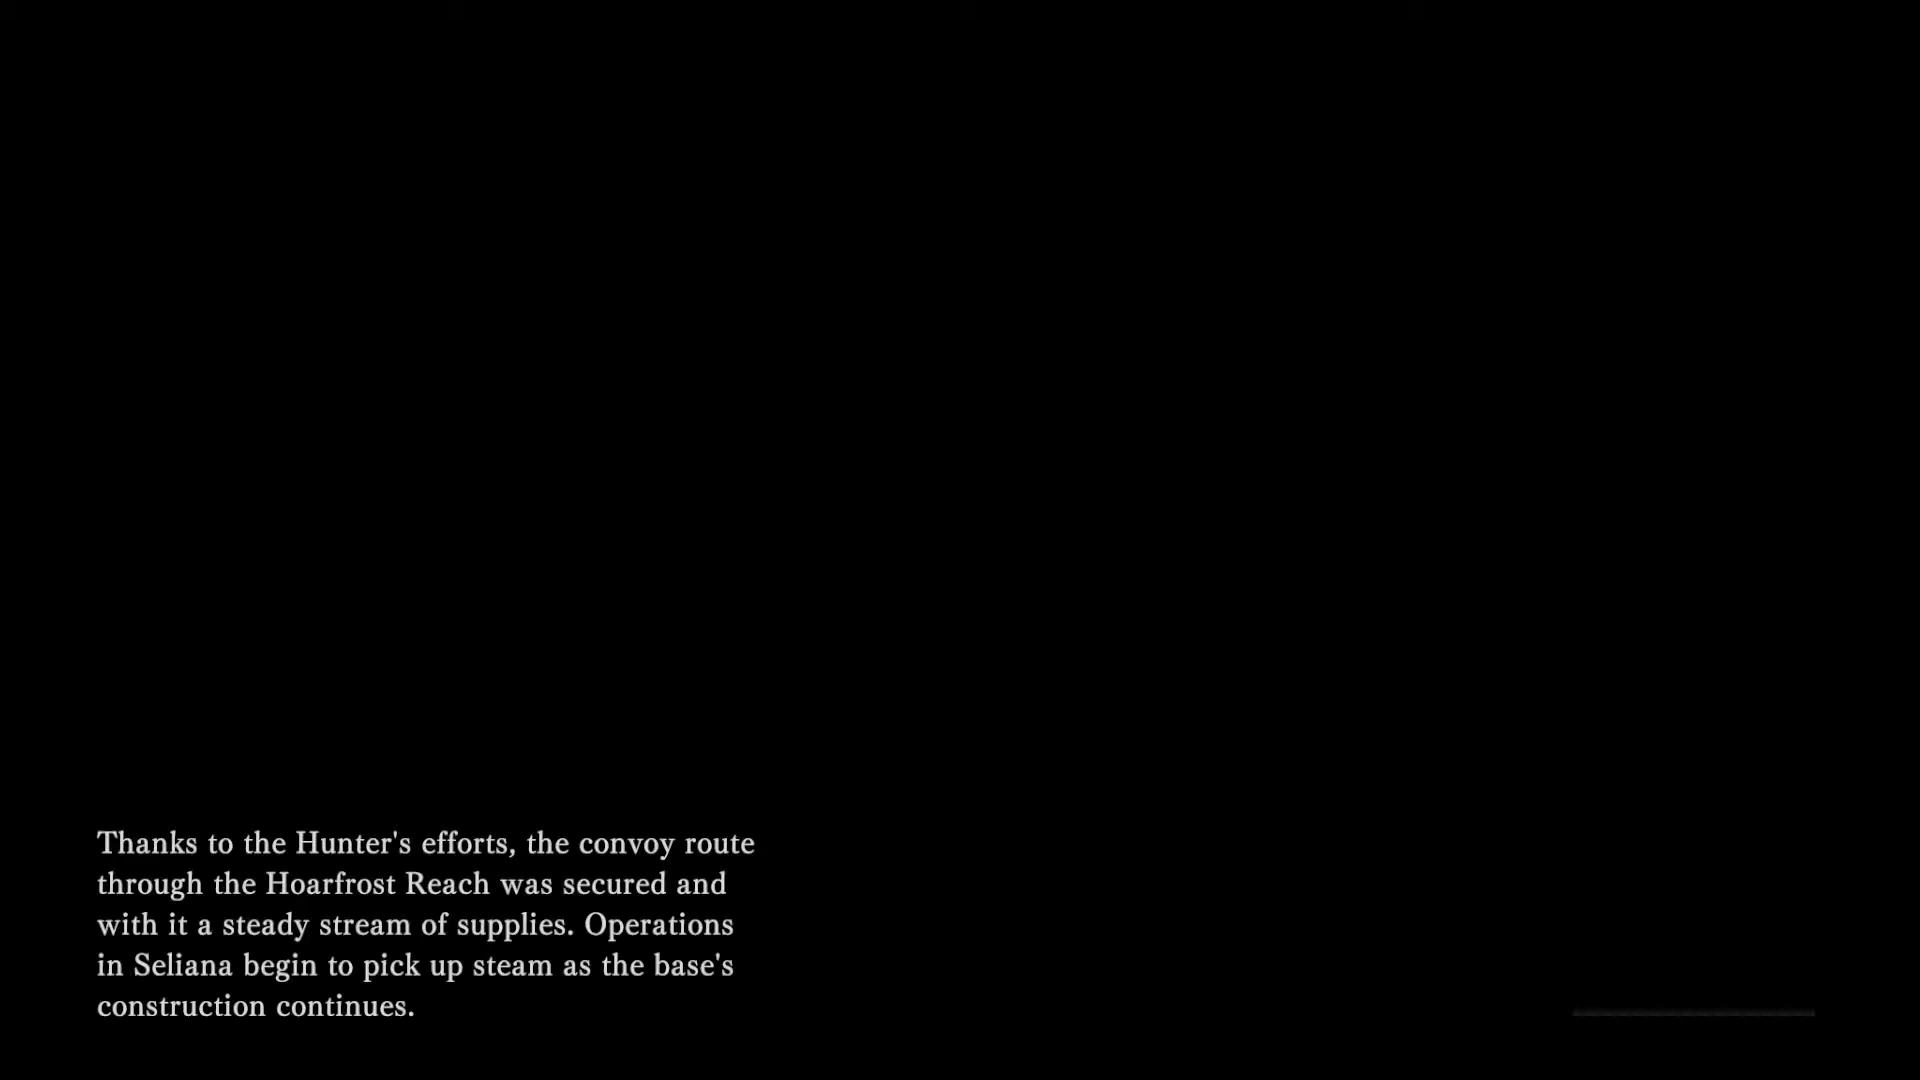 Thanks to the Hunter's efforts, the convoy route
through the Hoarfrost Reach was secured and
with it a steady stream of supplies. Operations
in Seliana begin to pick up steam as the base's
construction continues.